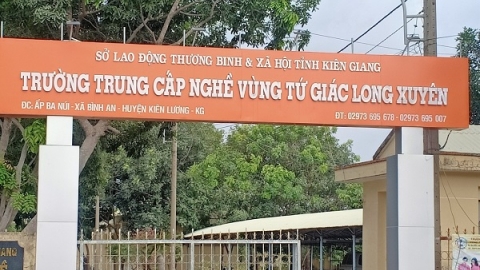 SỞ LAO ĐỘNG THƯƠNG BINH & XÃ HỘI TỈNH KIÊN GIANG
TRƯỜNG TRUNG CẤP NGHỀ VÙNG TỨ GIÁC LONG XUYÊN
ĐC: ẤP BA NÚI - XÃ BÌNH AN - HUYỆN KIÊN LƯƠNG - KG
ĐT: 02973 695 678 - 02973 695 007